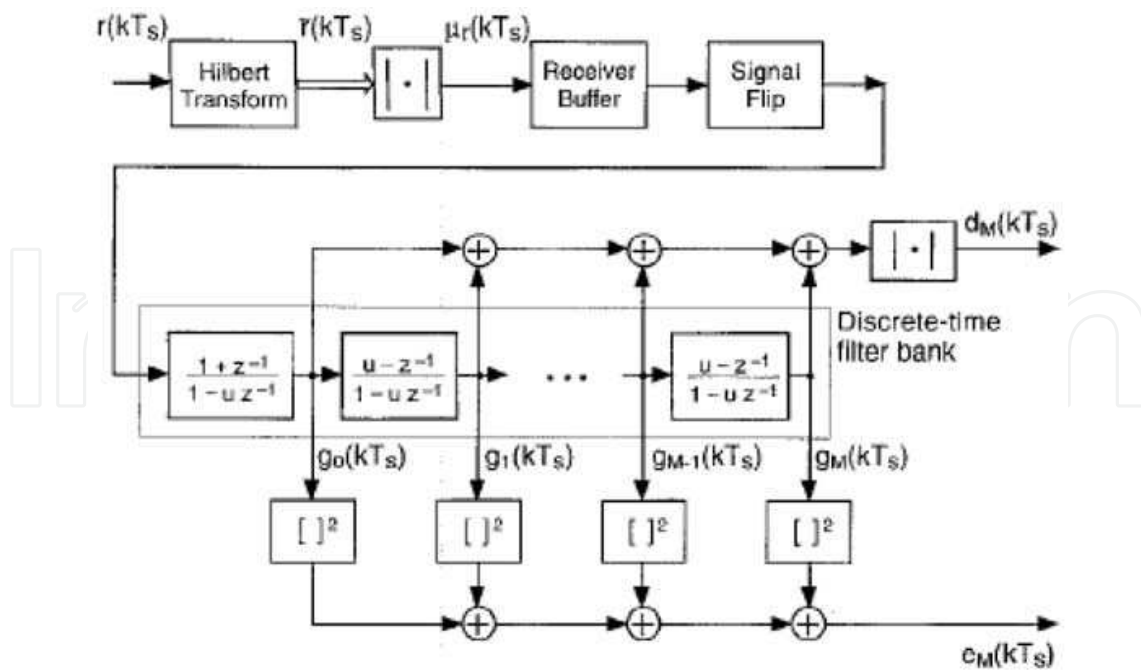 r(kTs) r̃(kTs) μr(kTs)
Hilbert
Transform
| • |
Receiver
Buffer
Signal
Flip
+ + +
| • |
dM(kTs)
Discrete-time
filter bank
1 + z⁻¹
1 – u z⁻¹
u – z⁻¹
1 – u z⁻¹
• • •
u – z⁻¹
1 – u z⁻¹
g₀(kTs) g₁(kTs) gM-1(kTs) gM(kTs)
[ ]² [ ]² [ ]² [ ]²
+ + +
eM(kTs)